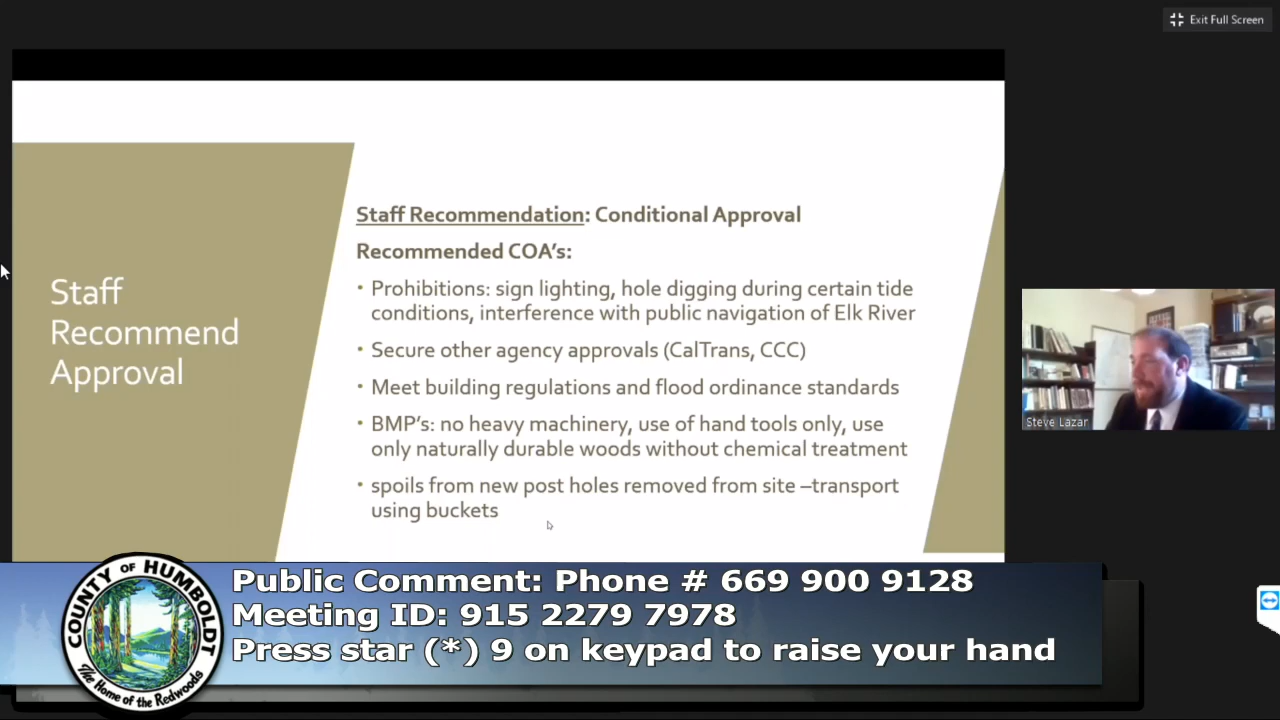 Exit Full Screen
Staff
Recommend
Approval
Staff Recommendation: Conditional Approval
Recommended COA's:
• Prohibitions: sign lighting, hole digging during certain tide
conditions, interference with public navigation of Elk River
• Secure other agency approvals (CalTrans, CCC)
• Meet building regulations and flood ordinance standards
• BMP's: no heavy machinery, use of hand tools only, use
only naturally durable woods without chemical treatment
• spoils from new post holes removed from site –transport
using buckets
Steve Lazar
COUNTY OF HUMBOLDT
The Home of the Redwoods
Public Comment: Phone # 669 900 9128
Meeting ID: 915 2279 7978
Press star (*) 9 on keypad to raise your hand